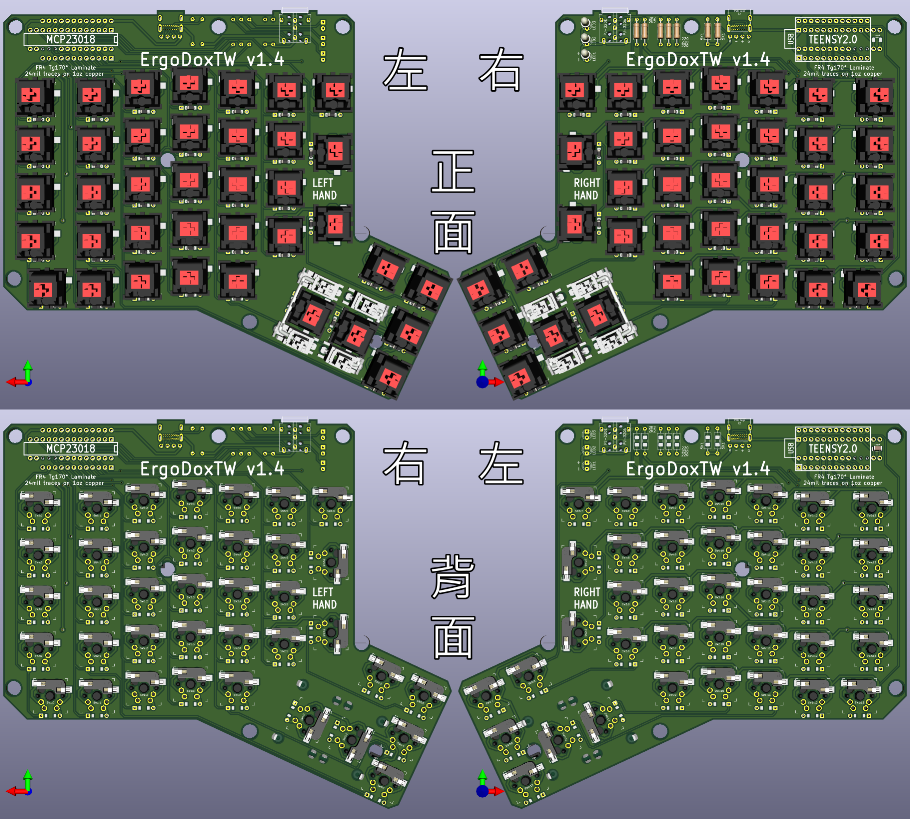 MCP23018
ErgoDoxTW v1.4
FR4 Tg170° Laminate
24mil traces on 1oz copper
LEFT
HAND
左 右
正
面
USB
TEENSY2.0
ErgoDoxTW v1.4
FR4 Tg170° Laminate
24mil traces on 1oz copper
RIGHT
HAND
MCP23018
ErgoDoxTW v1.4
FR4 Tg170° Laminate
24mil traces on 1oz copper
LEFT
HAND
右 左
背
面
USB
TEENSY2.0
ErgoDoxTW v1.4
FR4 Tg170° Laminate
24mil traces on 1oz copper
RIGHT
HAND